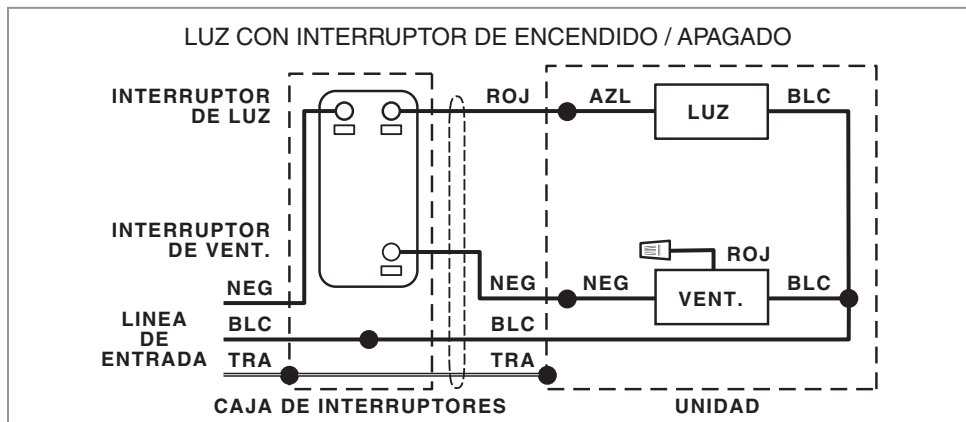 LUZ CON INTERRUPTOR DE ENCENDIDO / APAGADO
INTERRUPTOR
DE LUZ
ROJ
AZL
LUZ
BLC
INTERRUPTOR
DE VENT.
ROJ
NEG
NEG
NEG
VENT.
BLC
LINEA
DE
ENTRADA
BLC
BLC
TRA
TRA
CAJA DE INTERRUPTORES
UNIDAD